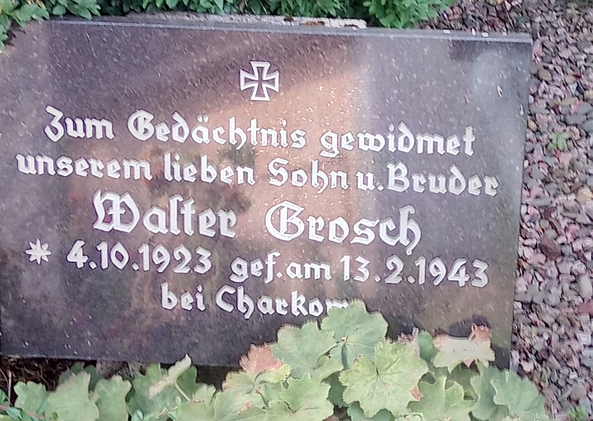 Zum Gedächtnis gewidmet
unserem lieben Sohn u. Bruder
Walter Grosch
* 4.10.1923 gef. am 13.2.1943
bei Charkow